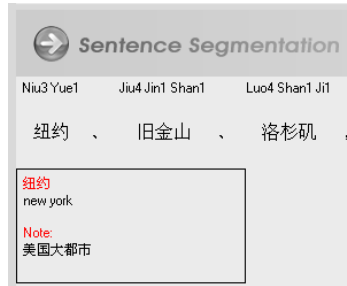 Sentence Segmentation
Niu3 Yue1 Jiu4 Jin1 Shan1 Luo4 Shan1 Ji1
纽约 、 旧金山 、 洛杉矶 ，
纽约
new york
Note:
美国大都市